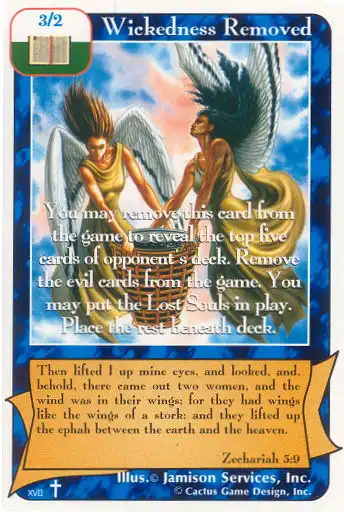 3/2
Wickedness Removed
You may remove this card from
the game to reveal the top five
cards of opponent's deck. Remove
the evil cards from the game. You
may put the Lost Souls in play.
Place the rest beneath deck.
Then lifted I up mine eyes, and looked, and,
behold, there came out two women, and the
wind was in their wings; for they had wings
like the wings of a stork: and they lifted up
the ephah between the earth and the heaven.
Zechariah 5:9
Illus.© Jamison Services, Inc.
XVII © Cactus Game Design, Inc.